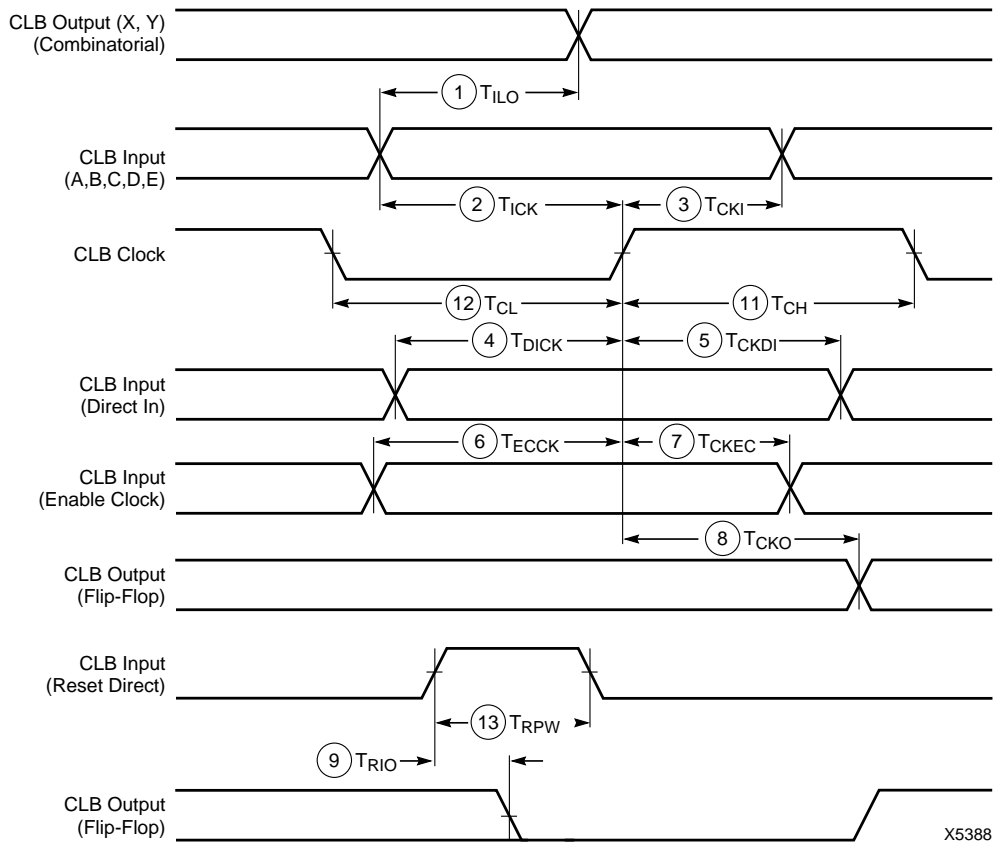 CLB Output (X, Y)
(Combinatorial)
1 TILO
CLB Input
(A,B,C,D,E)
2 TICK
3 TCKI
CLB Clock
12 TCL
11 TCH
4 TDICK
5 TCKDI
CLB Input
(Direct In)
6 TECCK
7 TCKEC
CLB Input
(Enable Clock)
8 TCKO
CLB Output
(Flip-Flop)
CLB Input
(Reset Direct)
13 TRPW
9 TRIO
CLB Output
(Flip-Flop)
X5388